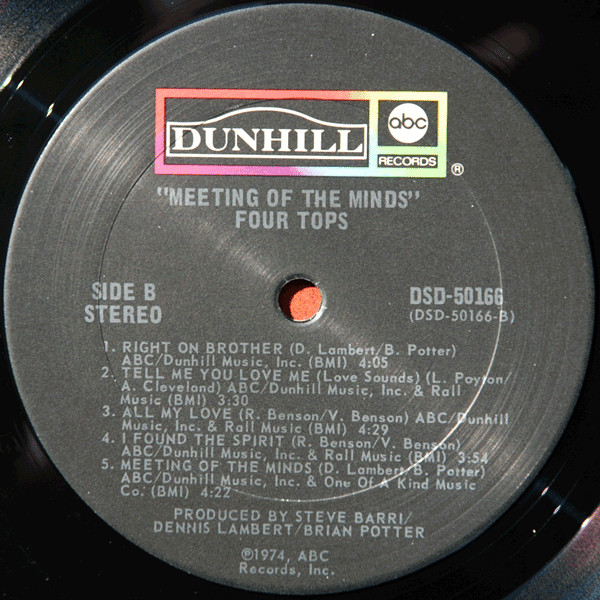 DUNHILL
abc
RECORDS
®
"MEETING OF THE MINDS"
FOUR TOPS
SIDE B
STEREO
DSD-50166
(DSD-50166-B)
1. RIGHT ON BROTHER (D. Lambert/B. Potter)
ABC/Dunhill Music, Inc. (BMI) 4:05
2. TELL ME YOU LOVE ME (Love Sounds) (L. Payton/
A. Cleveland) ABC/Dunhill Music, Inc. & Rall
Music (BMI) 3:30
3. ALL MY LOVE (R. Benson/V. Benson) ABC/Dunhill
Music, Inc. & Rall Music (BMI) 4:29
4. I FOUND THE SPIRIT (R. Benson/V. Benson)
ABC/Dunhill Music, Inc. & Rall Music (BMI) 3:54
5. MEETING OF THE MINDS (D. Lambert/B. Potter)
ABC/Dunhill Music, Inc. & One Of A Kind Music
Co. (BMI) 4:22
PRODUCED BY STEVE BARRI/
DENNIS LAMBERT/BRIAN POTTER
℗1974, ABC
Records, Inc.